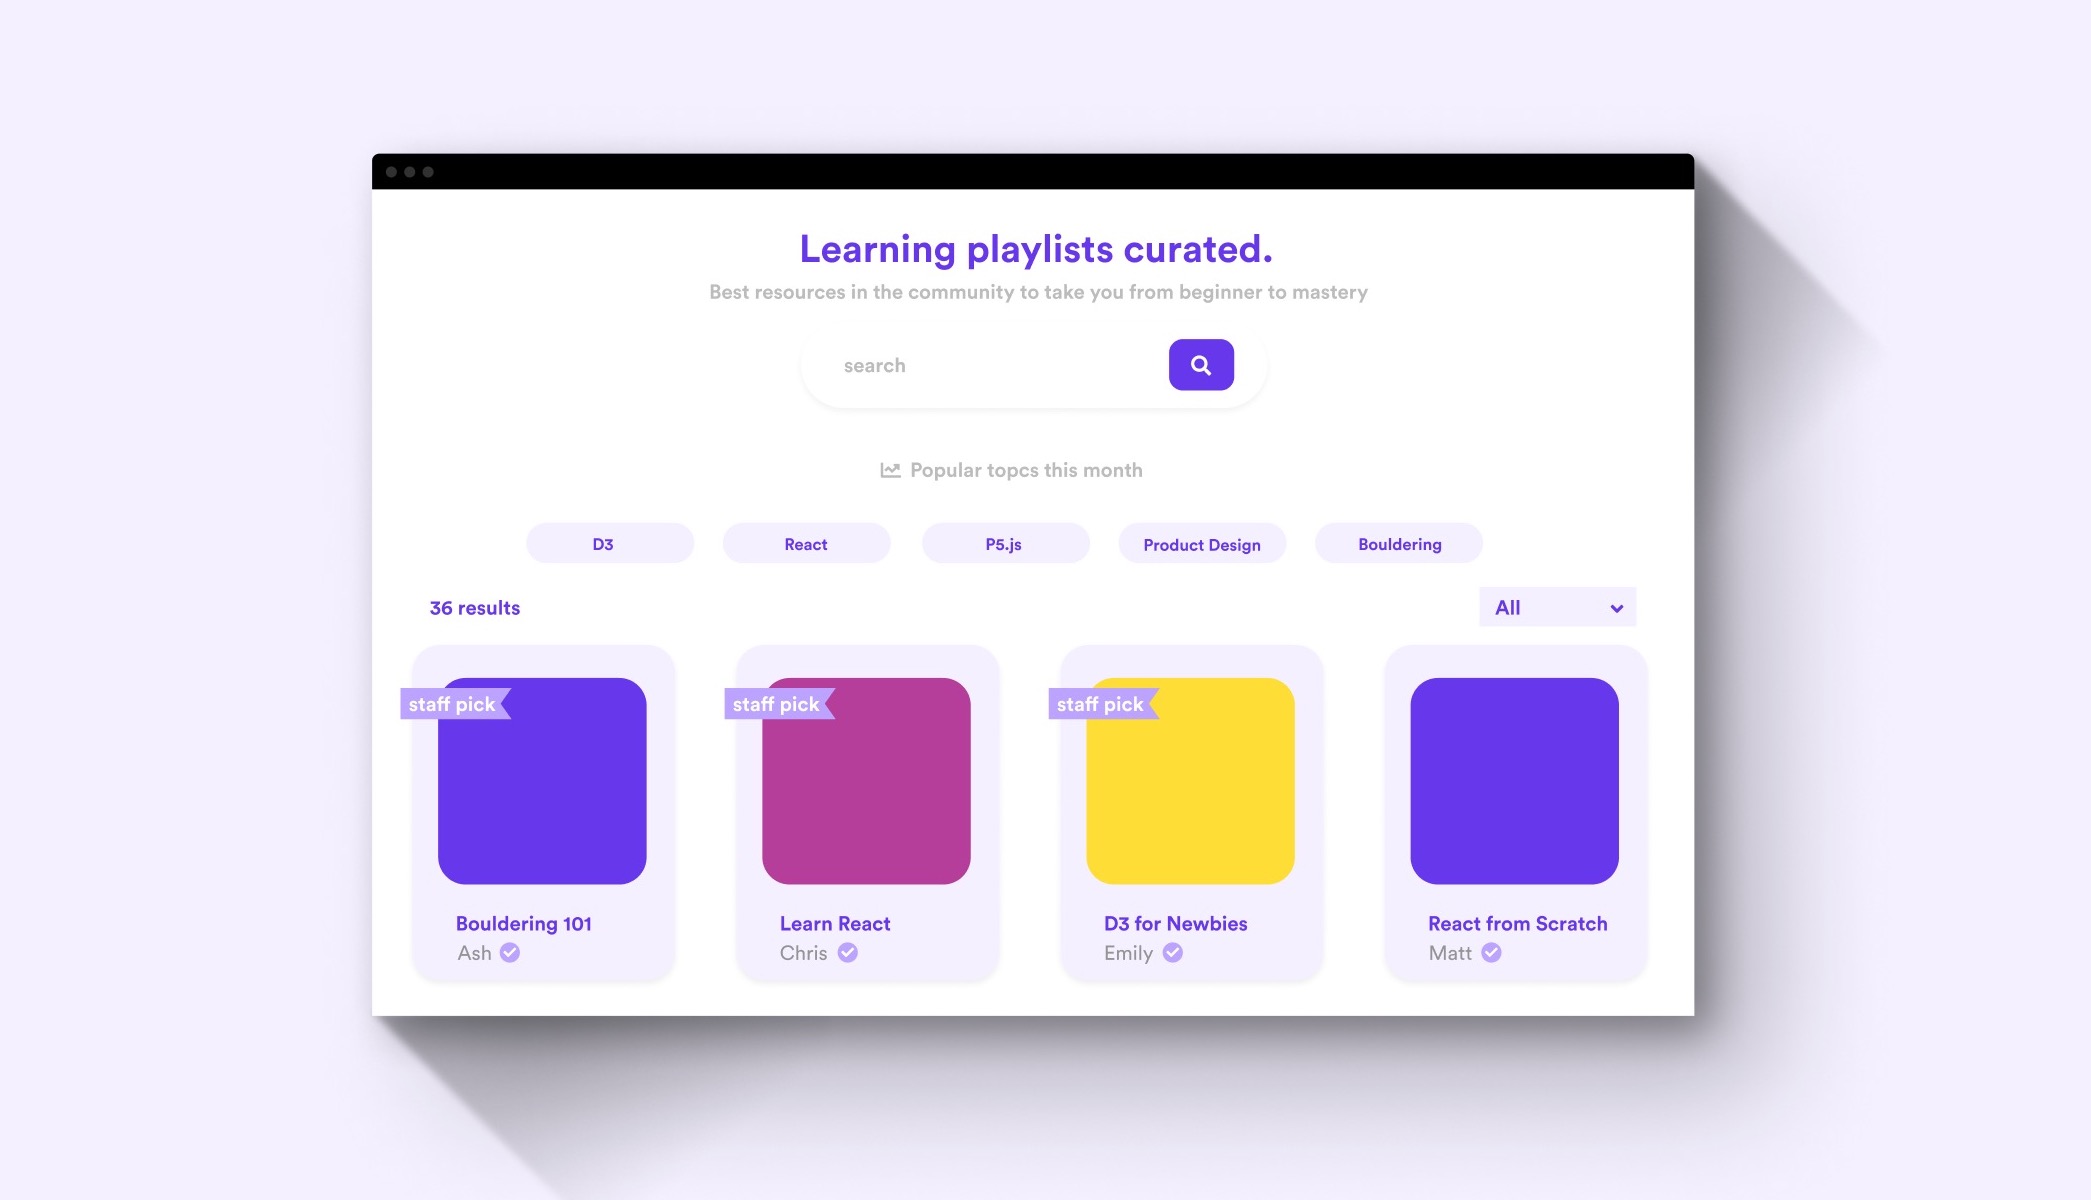 Learning playlists curated.
Best resources in the community to take you from beginner to mastery
search
Popular topcs this month
D3 React P5.js Product Design Bouldering
36 results All
staff pick staff pick staff pick
Bouldering 101 Learn React D3 for Newbies React from Scratch
Ash Chris Emily Matt